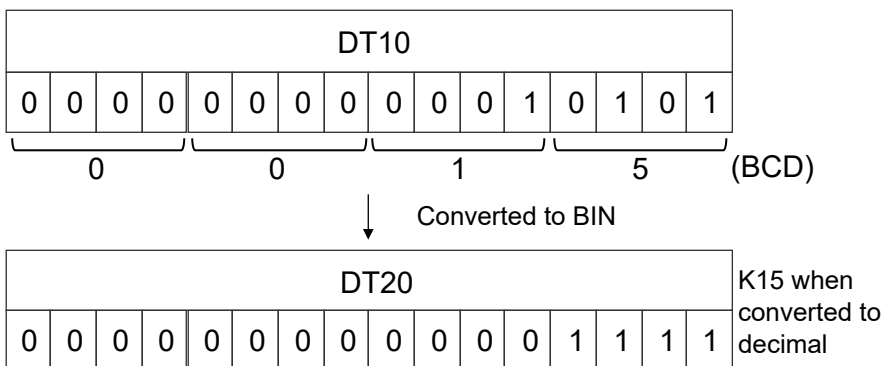 DT10
0 0 0 0 0 0 0 0 0 0 0 1 0 1 0 1
0 0 1 5 (BCD)
Converted to BIN
DT20
0 0 0 0 0 0 0 0 0 0 0 0 1 1 1 1
K15 when
converted to
decimal